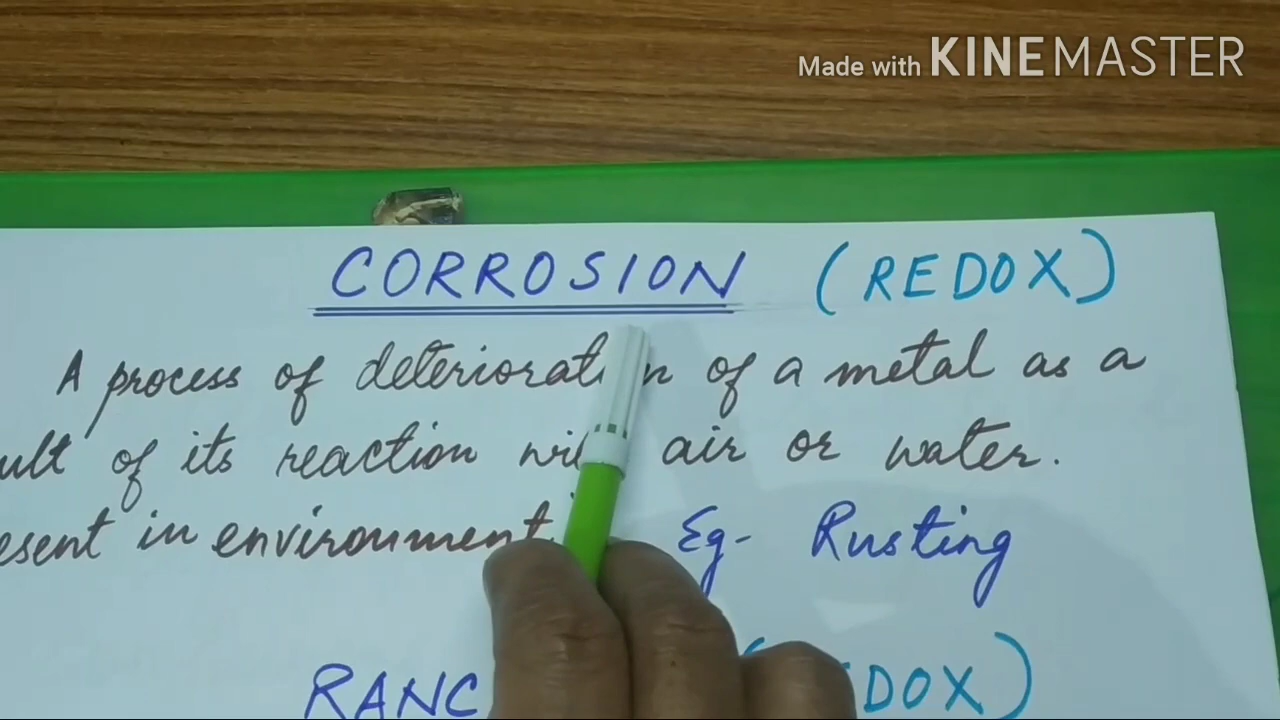 Made with KINEMASTER
CORROSION (REDOX)
A process of deterioration of a metal as a
ult of its reaction wi air or water.
esent in environment. Eg- Rusting
RANC DOX)